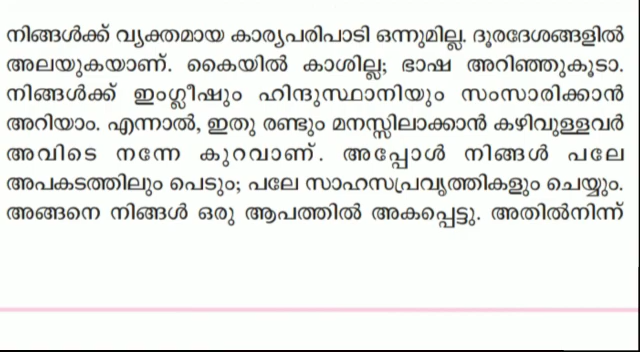 നിങ്ങൾക്ക് വ്യക്തമായ കാര്യപരിപാടി ഒന്നുമില്ല. ദൂരദേശങ്ങളിൽ
അലയുകയാണ്. കൈയിൽ കാശില്ല; ഭാഷ അറിഞ്ഞുകൂടാ.
നിങ്ങൾക്ക് ഇംഗ്ലീഷും ഹിന്ദുസ്ഥാനിയും സംസാരിക്കാൻ
അറിയാം. എന്നാൽ, ഇതു രണ്ടും മനസ്സിലാക്കാൻ കഴിവുള്ളവർ
അവിടെ നന്നേ കുറവാണ്. അപ്പോൾ നിങ്ങൾ പലേ
അപകടത്തിലും പെടും; പലേ സാഹസപ്രവൃത്തികളും ചെയ്യും.
അങ്ങനെ നിങ്ങൾ ഒരു ആപത്തിൽ അകപ്പെട്ടു. അതിൽനിന്ന്